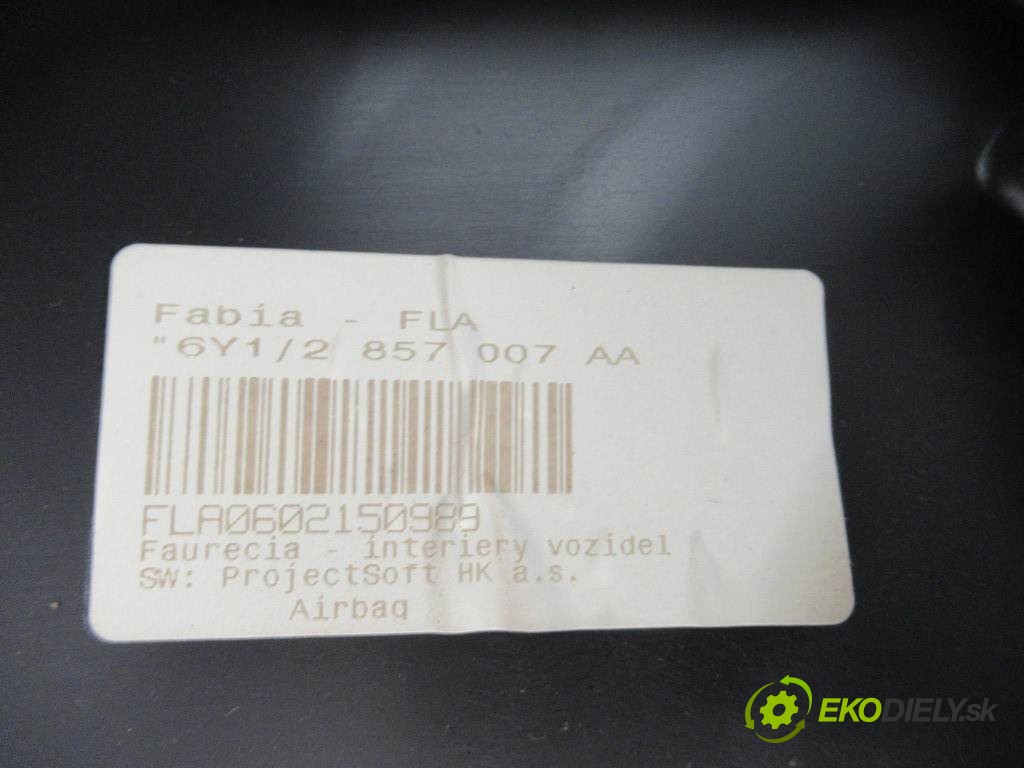 Fabia - FLA
"6Y1/2 857 007 AA
FLA0602150989
Faurecia - interiery vozidel
SW: ProjectSoft HK a.s.
Airbag
EKODIELY.sk